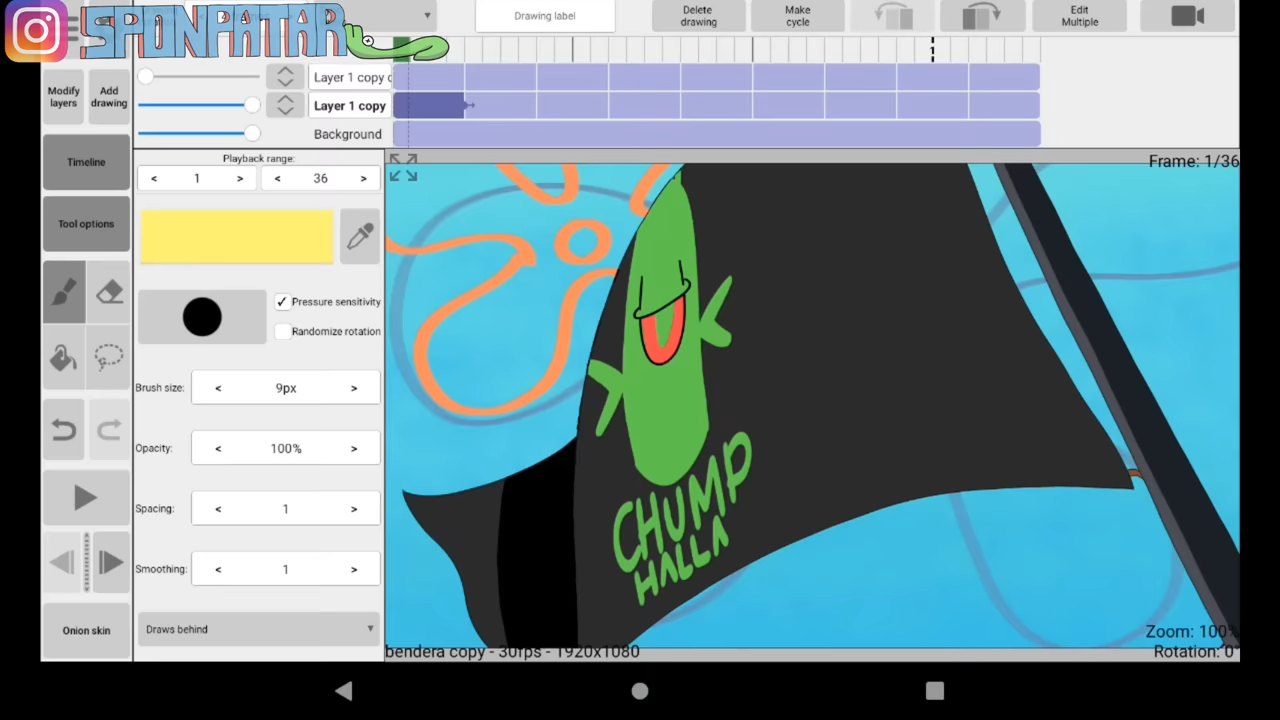 SPONPATAR
Drawing label
Delete drawing
Make cycle
Edit Multiple
Modify layers
Add drawing
Layer 1 copy c
Layer 1 copy
Background
Timeline
Playback range:
< 1 > < 36 >
Frame: 1/36
Tool options
Pressure sensitivity
Randomize rotation
Brush size: < 9px >
Opacity: < 100% >
Spacing: < 1 >
Smoothing: < 1 >
Onion skin
Draws behind
CHUMP
HALLA
Zoom: 100%
bendera copy - 30fps - 1920x1080
Rotation: 0°